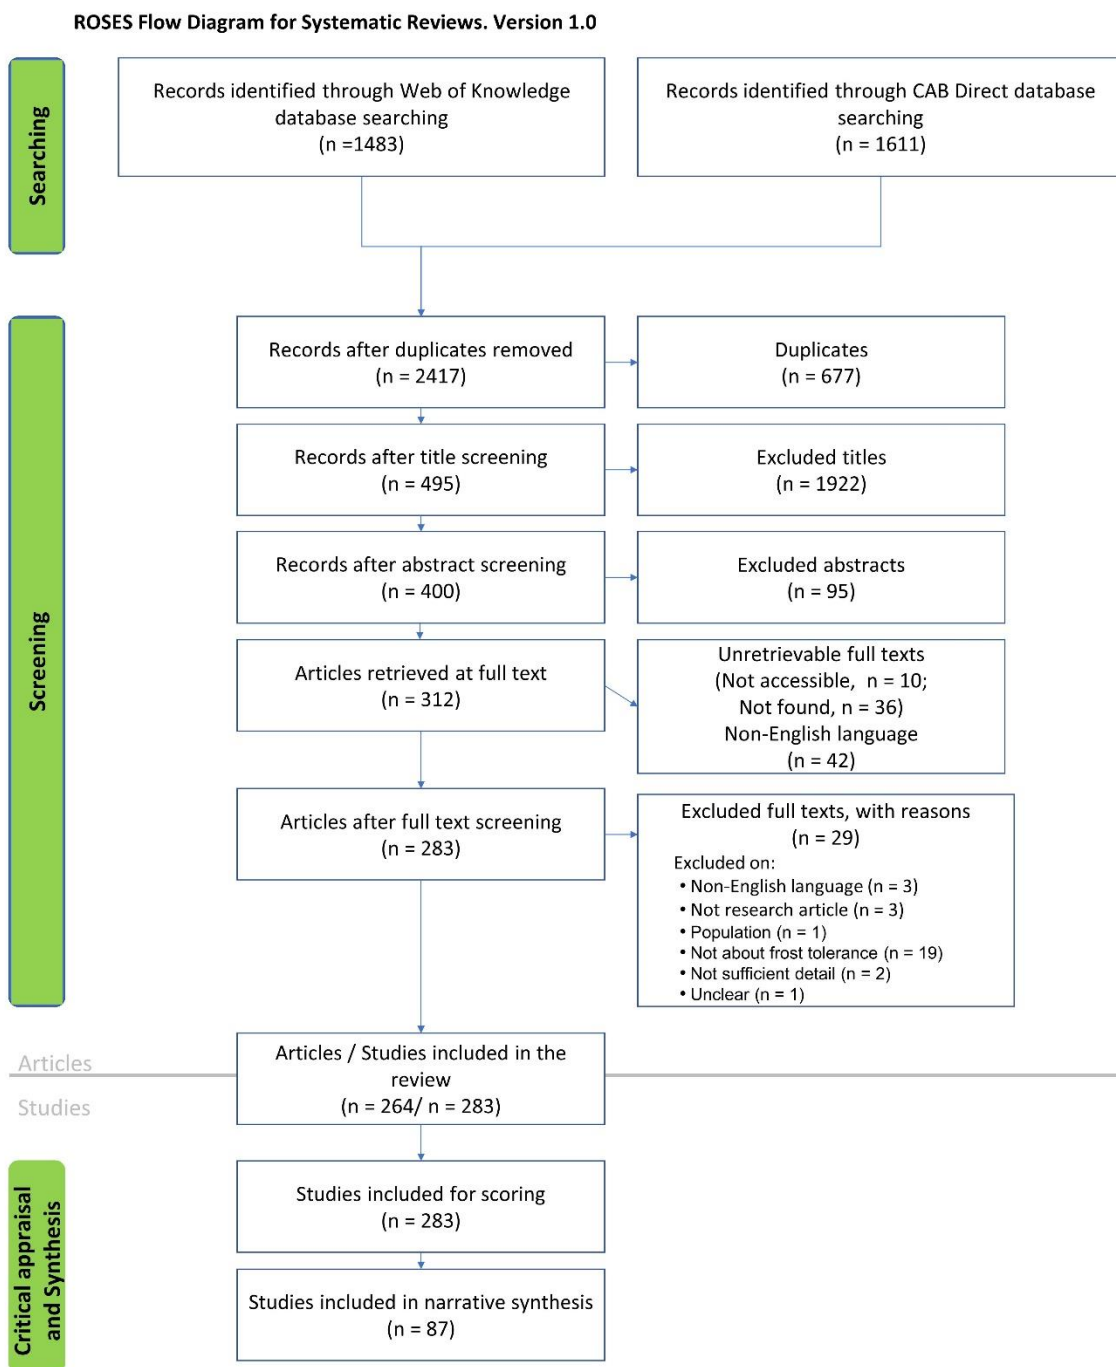 ROSES Flow Diagram for Systematic Reviews. Version 1.0
Searching
Records identified through Web of Knowledge
database searching
(n =1483)
Records identified through CAB Direct database
searching
(n = 1611)
Screening
Records after duplicates removed
(n = 2417)
Duplicates
(n = 677)
Records after title screening
(n = 495)
Excluded titles
(n = 1922)
Records after abstract screening
(n = 400)
Excluded abstracts
(n = 95)
Articles retrieved at full text
(n = 312)
Unretrievable full texts
(Not accessible, n = 10;
Not found, n = 36)
Non-English language
(n = 42)
Articles after full text screening
(n = 283)
Excluded full texts, with reasons
(n = 29)
Excluded on:
• Non-English language (n = 3)
• Not research article (n = 3)
• Population (n = 1)
• Not about frost tolerance (n = 19)
• Not sufficient detail (n = 2)
• Unclear (n = 1)
Articles
Studies
Articles / Studies included in the
review
(n = 264/ n = 283)
Critical appraisal
and Synthesis
Studies included for scoring
(n = 283)
Studies included in narrative synthesis
(n = 87)